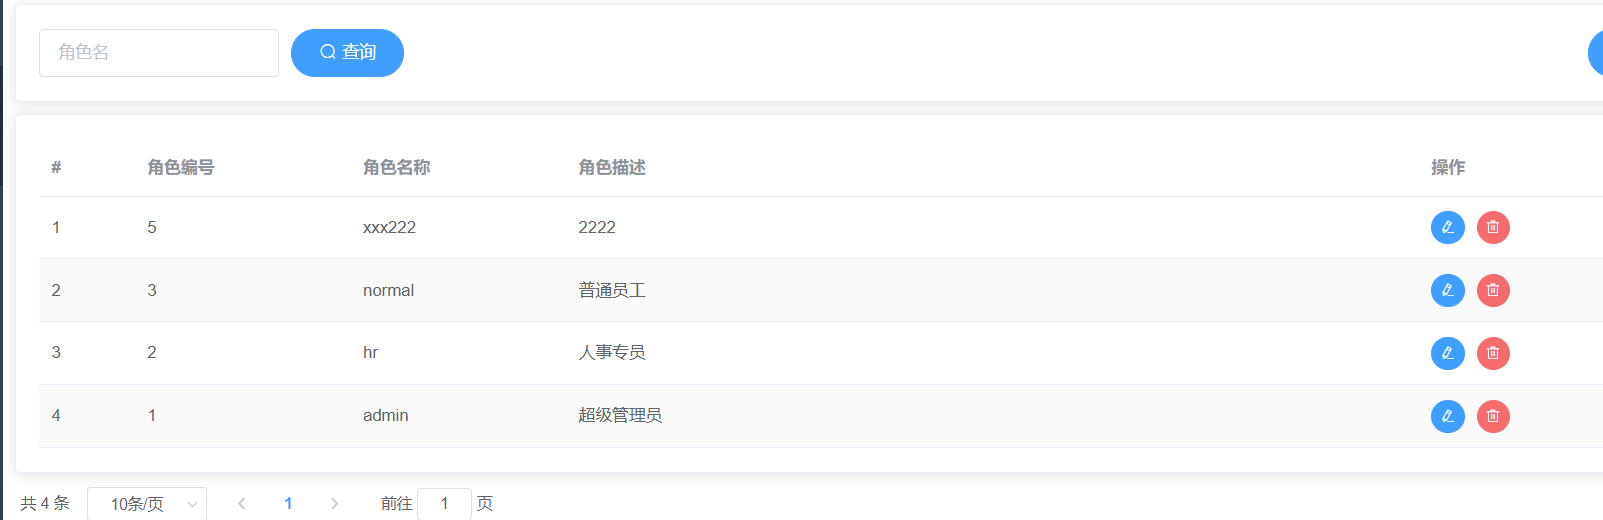 角色名 查询
# 角色编号 角色名称 角色描述 操作
1 5 xxx222 2222
2 3 normal 普通员工
3 2 hr 人事专员
4 1 admin 超级管理员
共 4 条 10条/页 1 前往 1 页